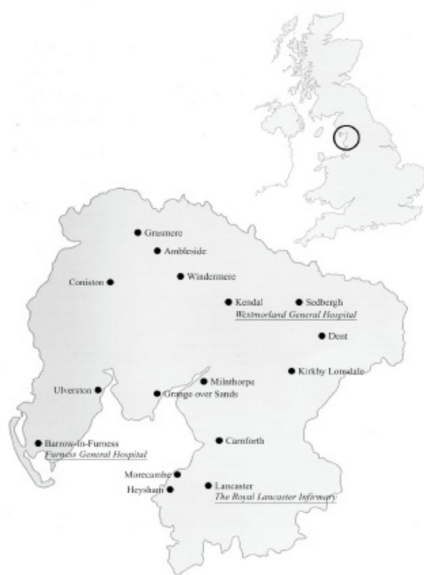 Grasmere
Ambleside
Windermere
Coniston
Kendal
Westmorland General Hospital
Sedbergh
Dent
Kirkby Lonsdale
Milnthorpe
Ulverston
Grange over Sands
Barrow-in-Furness
Furness General Hospital
Carnforth
Morecambe
Heysham
Lancaster
The Royal Lancaster Infirmary